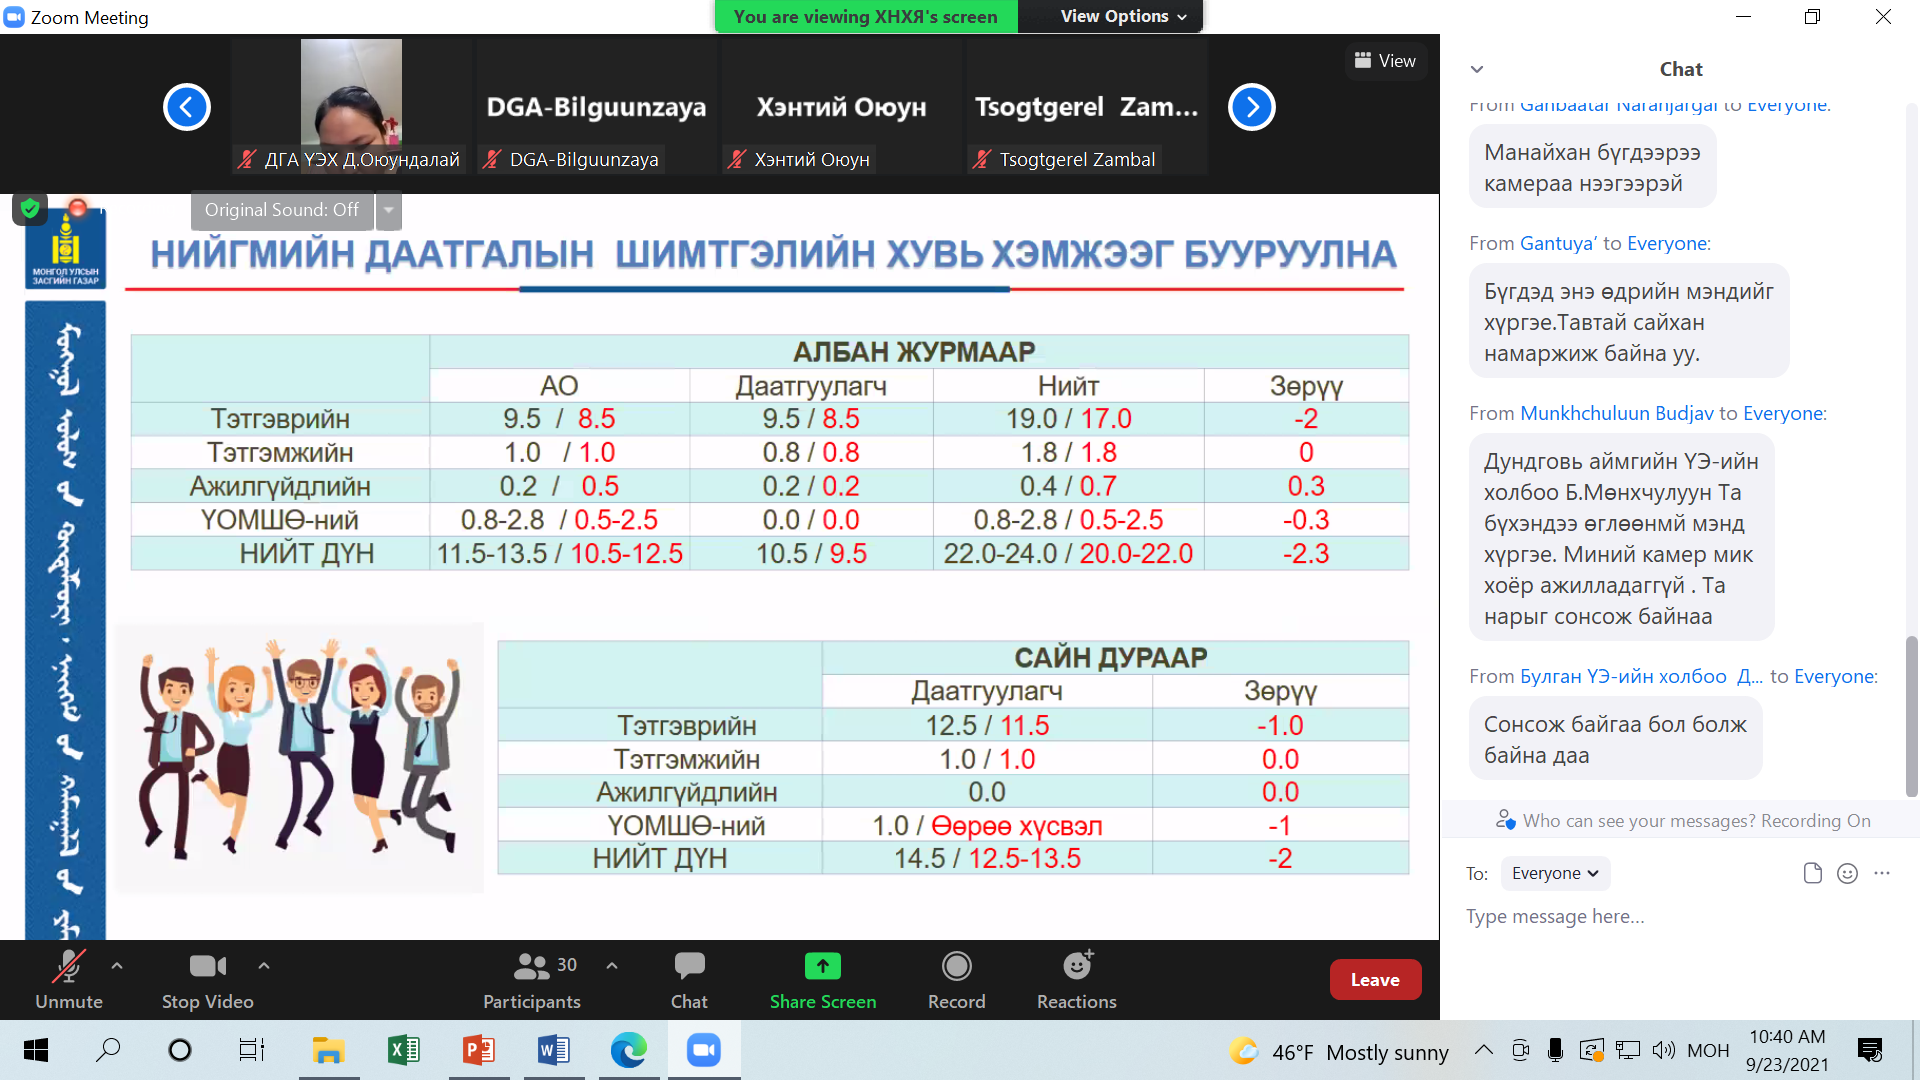 Zoom Meeting
You are viewing ХНХЯ's screen
View Options
View
DGA-Bilguunzaya
Хэнтий Оюун
Tsogtgerel Zam...
ДГА ҮЭХ Д.Оюундалай
DGA-Bilguunzaya
Хэнтий Оюун
Tsogtgerel Zambal
Original Sound: Off
МОНГОЛ УЛСЫН
ЗАСГИЙН ГАЗАР
НИЙГМИЙН ДААТГАЛЫН ШИМТГЭЛИЙН ХУВЬ ХЭМЖЭЭГ БУУРУУЛНА
АЛБАН ЖУРМААР
АО Даатгуулагч Нийт Зөрүү
Тэтгэврийн 9.5 / 8.5 9.5 / 8.5 19.0 / 17.0 -2
Тэтгэмжийн 1.0 / 1.0 0.8 / 0.8 1.8 / 1.8 0
Ажилгүйдлийн 0.2 / 0.5 0.2 / 0.2 0.4 / 0.7 0.3
ҮОМШӨ-ний 0.8-2.8 / 0.5-2.5 0.0 / 0.0 0.8-2.8 / 0.5-2.5 -0.3
НИЙТ ДҮН 11.5-13.5 / 10.5-12.5 10.5 / 9.5 22.0-24.0 / 20.0-22.0 -2.3
САЙН ДУРААР
Даатгуулагч Зөрүү
Тэтгэврийн 12.5 / 11.5 -1.0
Тэтгэмжийн 1.0 / 1.0 0.0
Ажилгүйдлийн 0.0 0.0
ҮОМШӨ-ний 1.0 / Өөрөө хүсвэл -1
НИЙТ ДҮН 14.5 / 12.5-13.5 -2
Unmute
Stop Video
30
Participants
Chat
Share Screen
Record
Reactions
Leave
Chat
From Ganbaatar Naranjargal to Everyone:
Манайхан бүгдээрээ
камераа нээгээрэй
From Gantuya’ to Everyone:
Бүгдэд энэ өдрийн мэндийг
хүргэе.Тавтай сайхан
намаржиж байна уу.
From Munkhchuluun Budjav to Everyone:
Дундговь аймгийн ҮЭ-ийн
холбоо Б.Мөнхчулуун Та
бүхэндээ өглөөнмй мэнд
хүргэе. Миний камер мик
хоёр ажилладаггүй . Та
нарыг сонсож байнаа
From Булган ҮЭ-ийн холбоо Д... to Everyone:
Сонсож байгаа бол болж
байна даа
Who can see your messages? Recording On
To: Everyone
Type message here...
46°F Mostly sunny
МОН
10:40 AM
9/23/2021